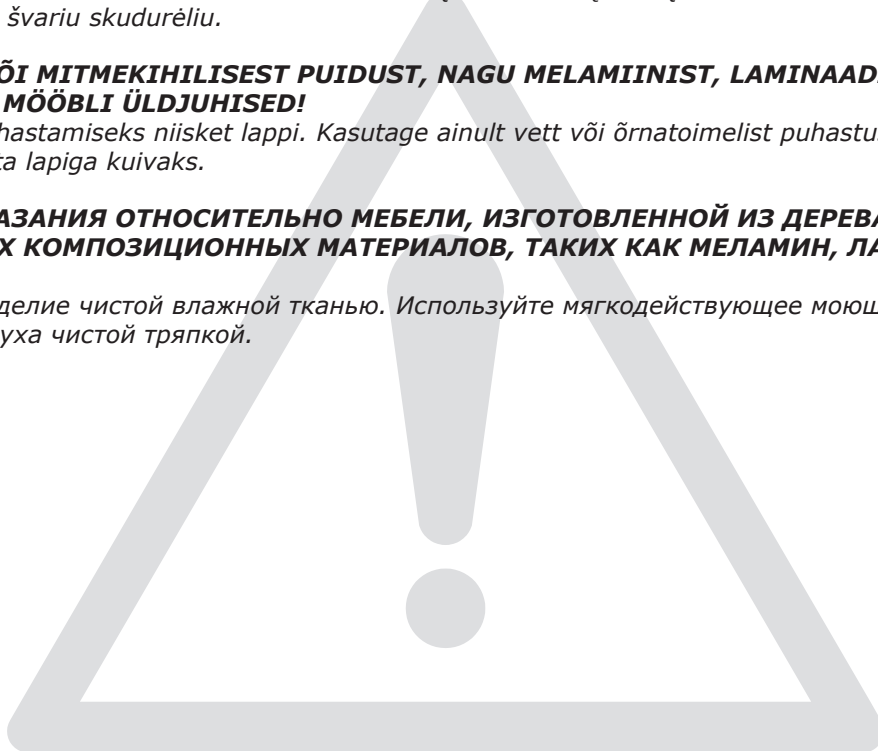 švariu skudurėliu.
ÕI MITMEKIHILISEST PUIDUST, NAGU MELAMIINIST, LAMINAAD
MÖÖBLI ÜLDJUHISED!
hastamiseks niisket lappi. Kasutage ainult vett või õrnatoimelist puhastu
ta lapiga kuivaks.
АЗАНИЯ ОТНОСИТЕЛЬНО МЕБЕЛИ, ИЗГОТОВЛЕННОЙ ИЗ ДЕРЕВА
Х КОМПОЗИЦИОННЫХ МАТЕРИАЛОВ, ТАКИХ КАК МЕЛАМИН, ЛА
делие чистой влажной тканью. Используйте мягкодействующее моющ
уха чистой тряпкой.